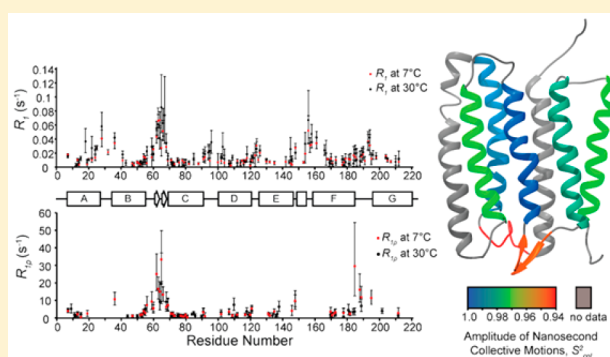 R₁ (s⁻¹)
0.14
0.12
0.1
0.08
0.06
0.04
0.02
0
R₁ at 7°C
R₁ at 30°C
0 20 40 60 80 100 120 140 160 180 200 220
A B C D E F G
R₁ρ (s⁻¹)
60
50
40
30
20
10
0
R₁ρ at 7°C
R₁ρ at 30°C
0 20 40 60 80 100 120 140 160 180 200 220
Residue Number
1.0 0.98 0.96 0.94
no data
Amplitude of Nanosecond
Collective Motions, S²